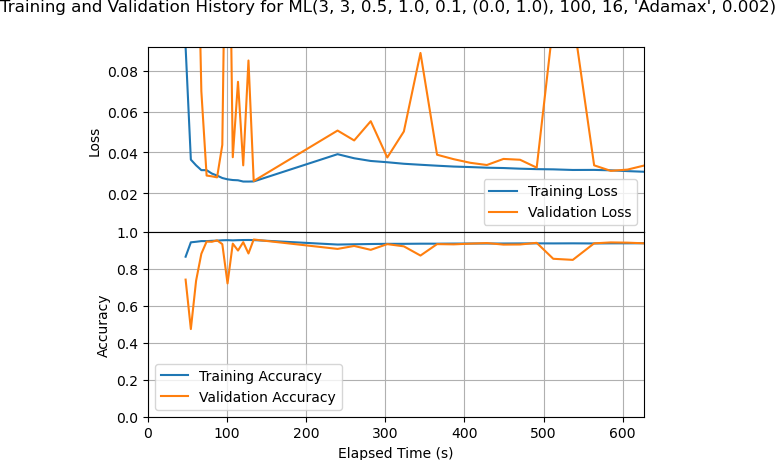 Training and Validation History for ML(3, 3, 0.5, 1.0, 0.1, (0.0, 1.0), 100, 16, 'Adamax', 0.002)
0.08
0.06
0.04
0.02
Loss
Training Loss
Validation Loss
1.0
0.8
0.6
0.4
0.2
0.0
Accuracy
Training Accuracy
Validation Accuracy
0 100 200 300 400 500 600
Elapsed Time (s)